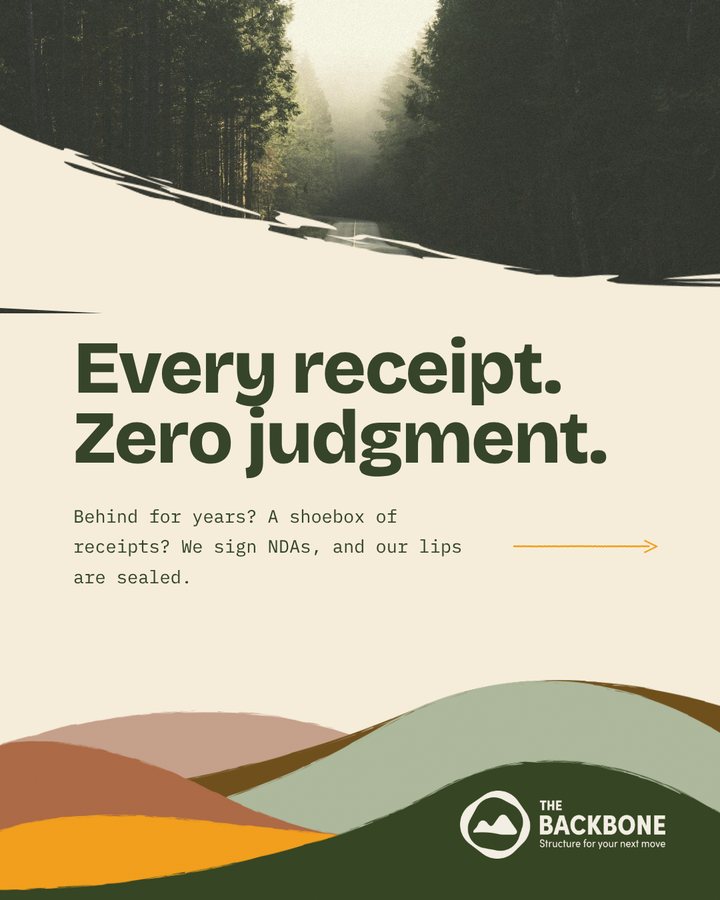 Every receipt.
Zero judgment.
Behind for years? A shoebox of
receipts? We sign NDAs, and our lips
are sealed.
THE
BACKBONE
Structure for your next move